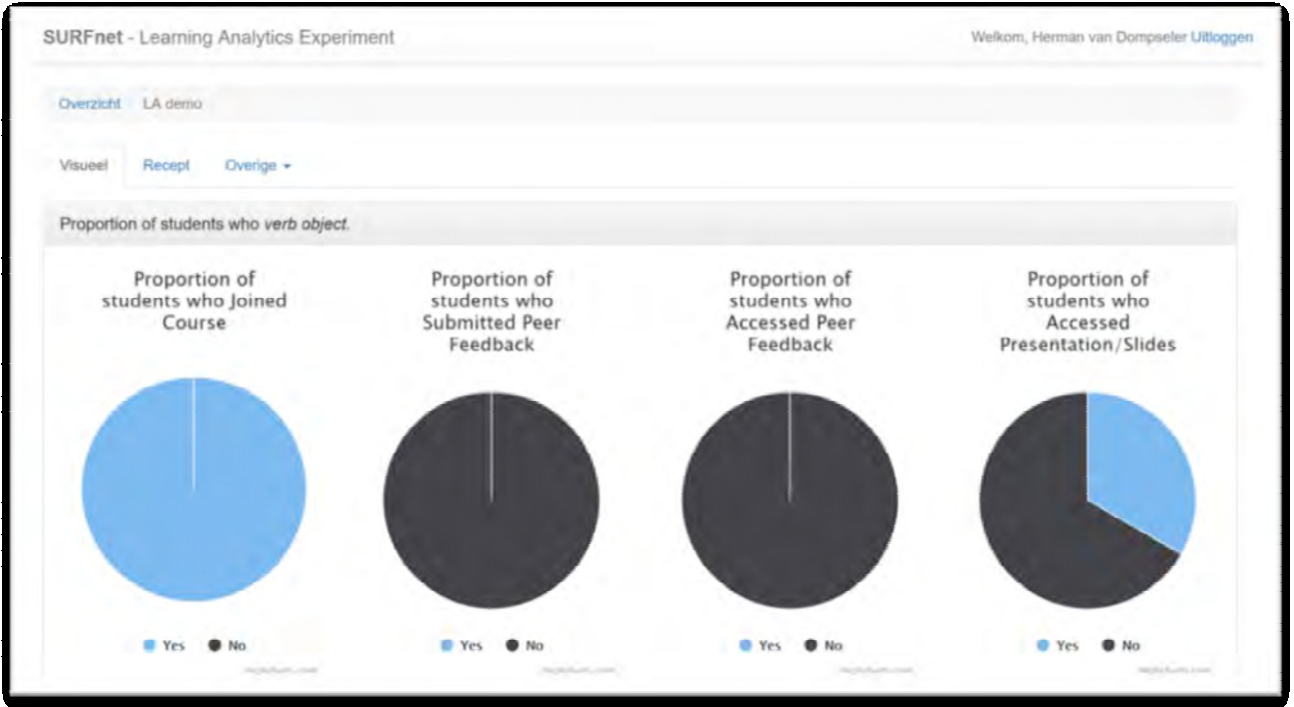 SURFnet - Learning Analytics Experiment
Welkom, Herman van Dompseler Uitloggen
Overzicht LA demo
Visueel Recept Overige
Proportion of students who verb object.
Proportion of
students who Joined
Course
Proportion of
students who
Submitted Peer
Feedback
Proportion of
students who
Accessed Peer
Feedback
Proportion of
students who
Accessed
Presentation/Slides
Yes No
Yes No
Yes No
Yes No